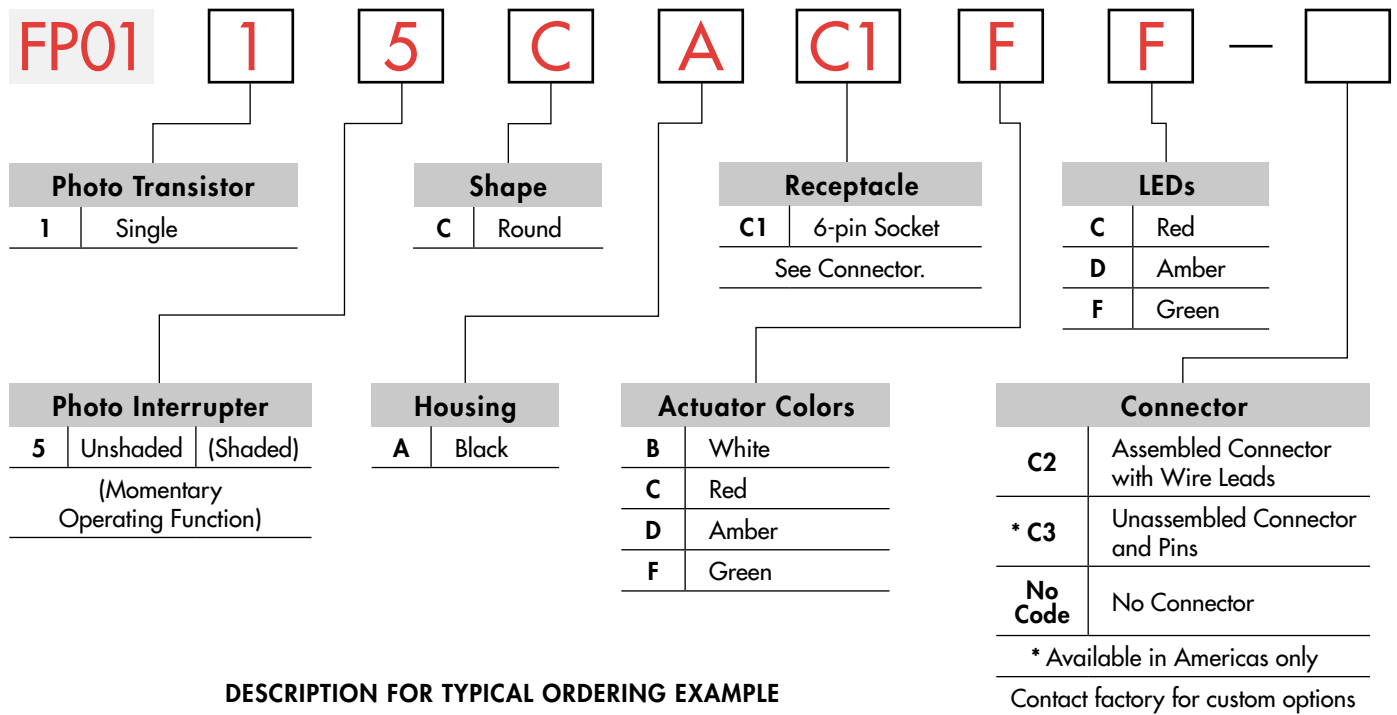 FP01 1 5 C A C1 F F —
Photo Transistor
1 Single
Shape
C Round
Receptacle
C1 6-pin Socket
See Connector.
LEDs
C Red
D Amber
F Green
Photo Interrupter
5 Unshaded (Shaded)
(Momentary
Operating Function)
Housing
A Black
Actuator Colors
B White
C Red
D Amber
F Green
Connector
C2 Assembled Connector
with Wire Leads
* C3 Unassembled Connector
and Pins
No
Code No Connector
* Available in Americas only
Contact factory for custom options
DESCRIPTION FOR TYPICAL ORDERING EXAMPLE